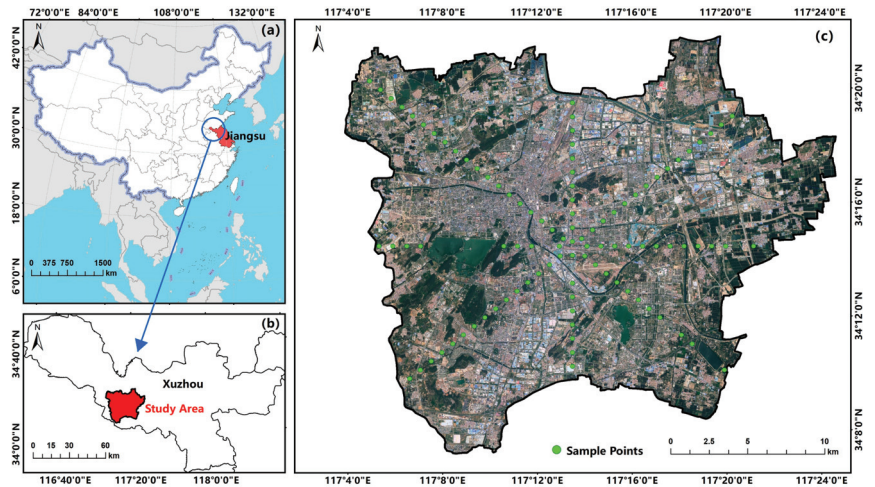 72°0'0"E 84°0'0"E 108°0'0"E 132°0'0"E
N
(a)
42°0'0"N
30°0'0"N
18°0'0"N
6°0'0"N
Jiangsu
0 375 750 1500
km
N
(b)
34°40'0"N
34°0'0"N
Xuzhou
Study Area
0 15 30 60
km
116°40'0"E 117°20'0"E 118°0'0"E
117°4'0"E 117°8'0"E 117°12'0"E 117°16'0"E 117°20'0"E 117°24'0"E
N
(c)
34°20'0"N
34°16'0"N
34°12'0"N
34°8'0"N
Sample Points
0 2.5 5 10
km
117°4'0"E 117°8'0"E 117°12'0"E 117°16'0"E 117°20'0"E 117°24'0"E